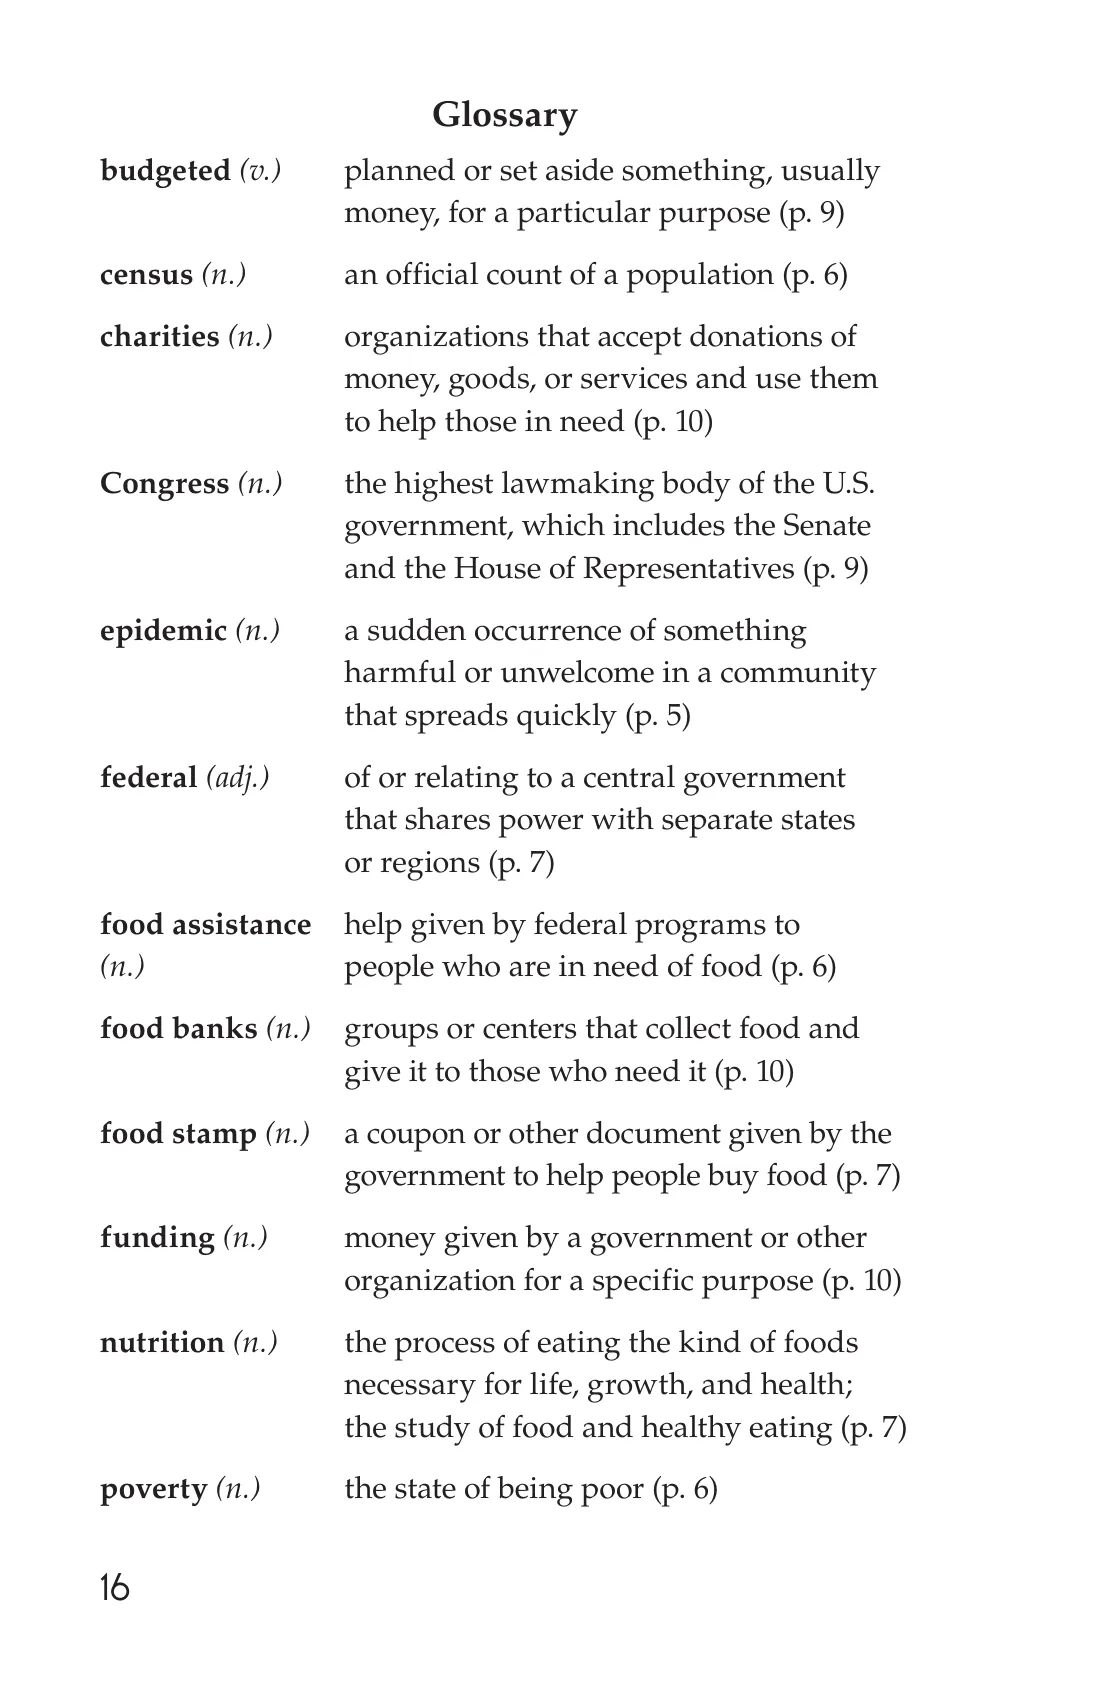 Glossary
budgeted (v.) planned or set aside something, usually
money, for a particular purpose (p. 9)
census (n.) an official count of a population (p. 6)
charities (n.) organizations that accept donations of
money, goods, or services and use them
to help those in need (p. 10)
Congress (n.) the highest lawmaking body of the U.S.
government, which includes the Senate
and the House of Representatives (p. 9)
epidemic (n.) a sudden occurrence of something
harmful or unwelcome in a community
that spreads quickly (p. 5)
federal (adj.) of or relating to a central government
that shares power with separate states
or regions (p. 7)
food assistance help given by federal programs to
(n.) people who are in need of food (p. 6)
food banks (n.) groups or centers that collect food and
give it to those who need it (p. 10)
food stamp (n.) a coupon or other document given by the
government to help people buy food (p. 7)
funding (n.) money given by a government or other
organization for a specific purpose (p. 10)
nutrition (n.) the process of eating the kind of foods
necessary for life, growth, and health;
the study of food and healthy eating (p. 7)
poverty (n.) the state of being poor (p. 6)
16